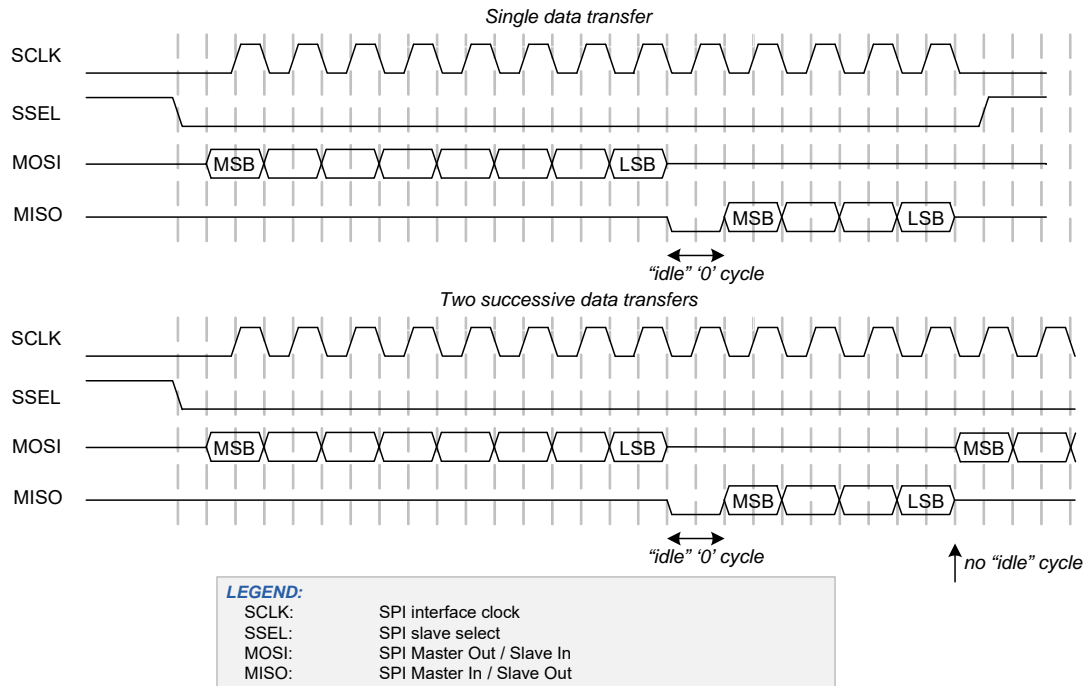 Single data transfer
SCLK
SSEL
MOSI MSB LSB
MISO MSB LSB
“idle” ‘0’ cycle
Two successive data transfers
SCLK
SSEL
MOSI MSB LSB MSB
MISO MSB LSB
“idle” ‘0’ cycle no “idle” cycle
LEGEND:
SCLK: SPI interface clock
SSEL: SPI slave select
MOSI: SPI Master Out / Slave In
MISO: SPI Master In / Slave Out